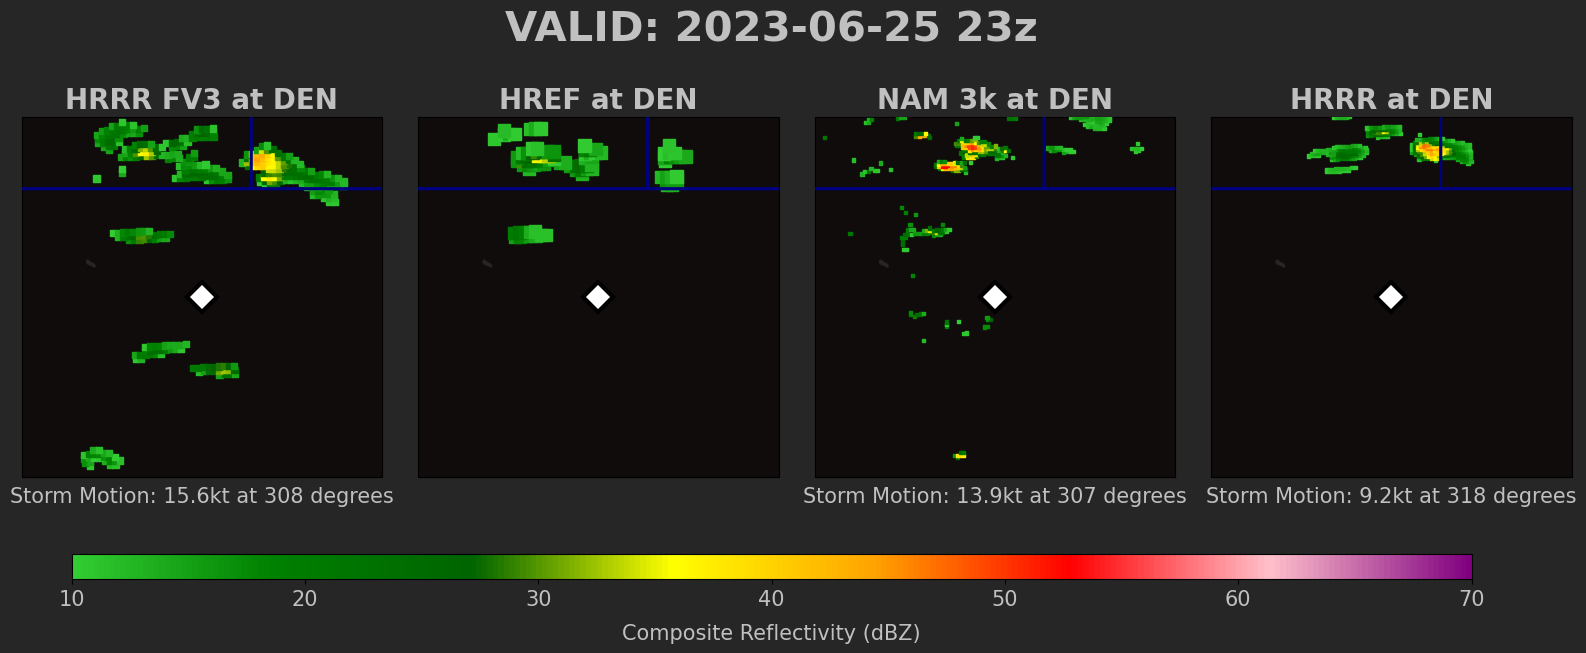 VALID: 2023-06-25 23z
HRRR FV3 at DEN
HREF at DEN
NAM 3k at DEN
HRRR at DEN
Storm Motion: 15.6kt at 308 degrees
Storm Motion: 13.9kt at 307 degrees
Storm Motion: 9.2kt at 318 degrees
10 20 30 40 50 60 70
Composite Reflectivity (dBZ)